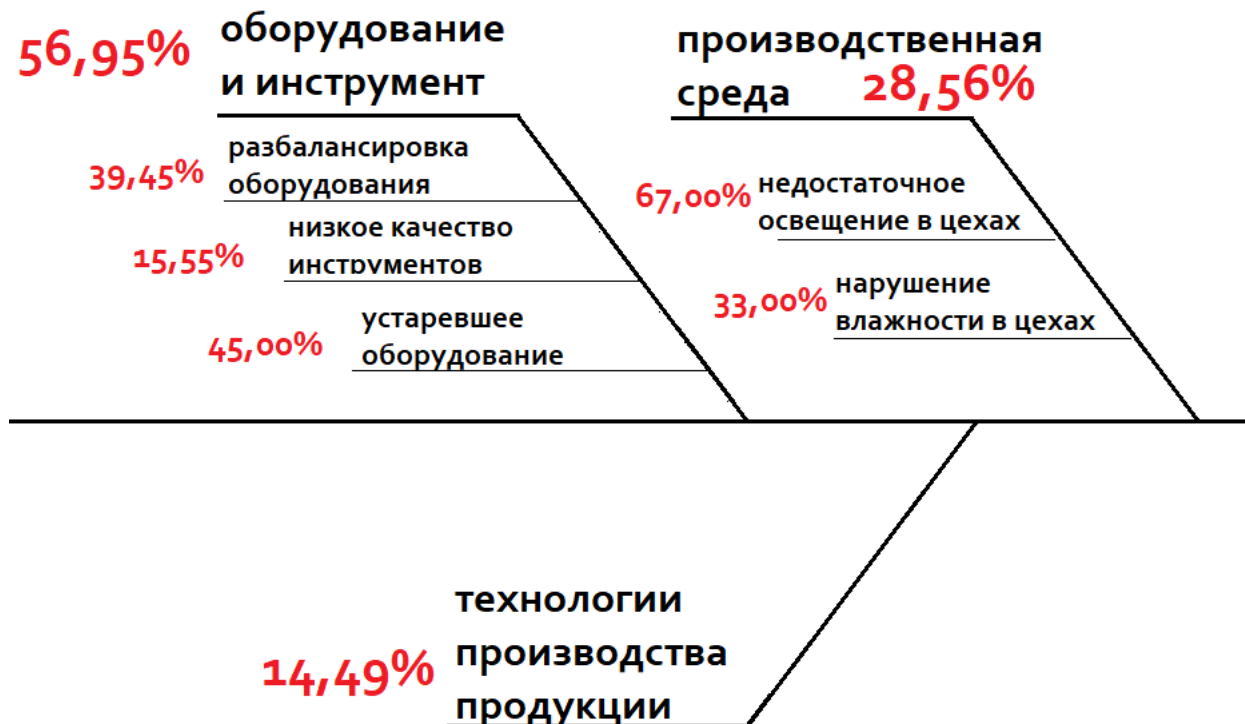 56,95%
оборудование
и инструмент
39,45%
разбалансировка
оборудования
15,55%
низкое качество
инструментов
45,00%
устаревшее
оборудование
производственная
среда 28,56%
67,00%
недостаточное
освещение в цехах
33,00%
нарушение
влажности в цехах
14,49%
технологии
производства
продукции